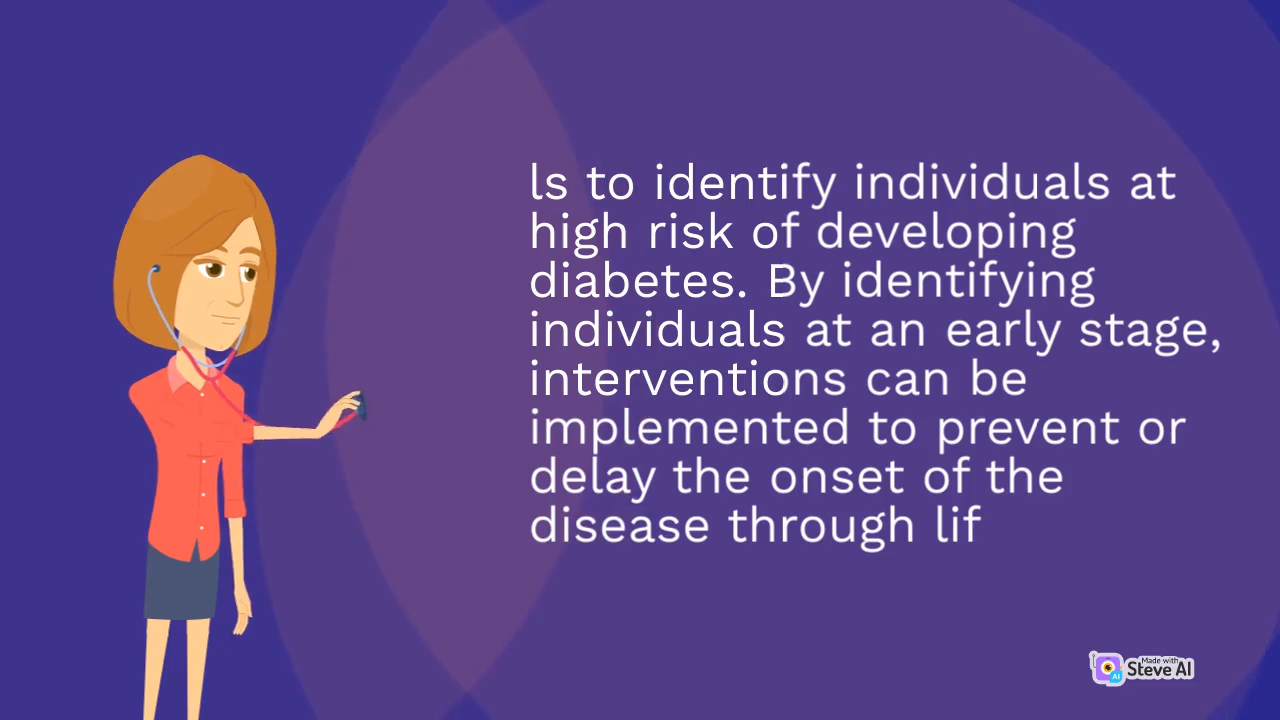 ls to identify individuals at
high risk of developing
diabetes. By identifying
individuals at an early stage,
interventions can be
implemented to prevent or
delay the onset of the
disease through lif
Made with
Steve AI
AI